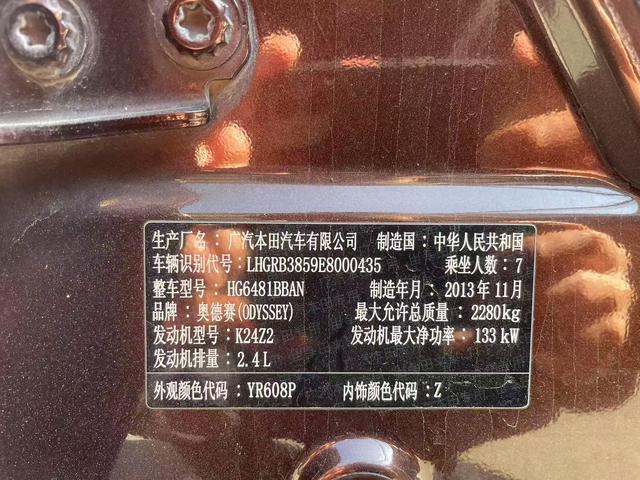 生产厂名：广汽本田汽车有限公司 制造国：中华人民共和国
车辆识别代号：LHGRB3859E8000435 乘坐人数：7
整车型号：HG6481BBAN 制造年月：2013年11月
品牌：奥德赛(ODYSSEY) 最大允许总质量：2280kg
发动机型号：K24Z2 发动机最大净功率：133kW
发动机排量：2.4L
外观颜色代码：YR608P 内饰颜色代码：Z